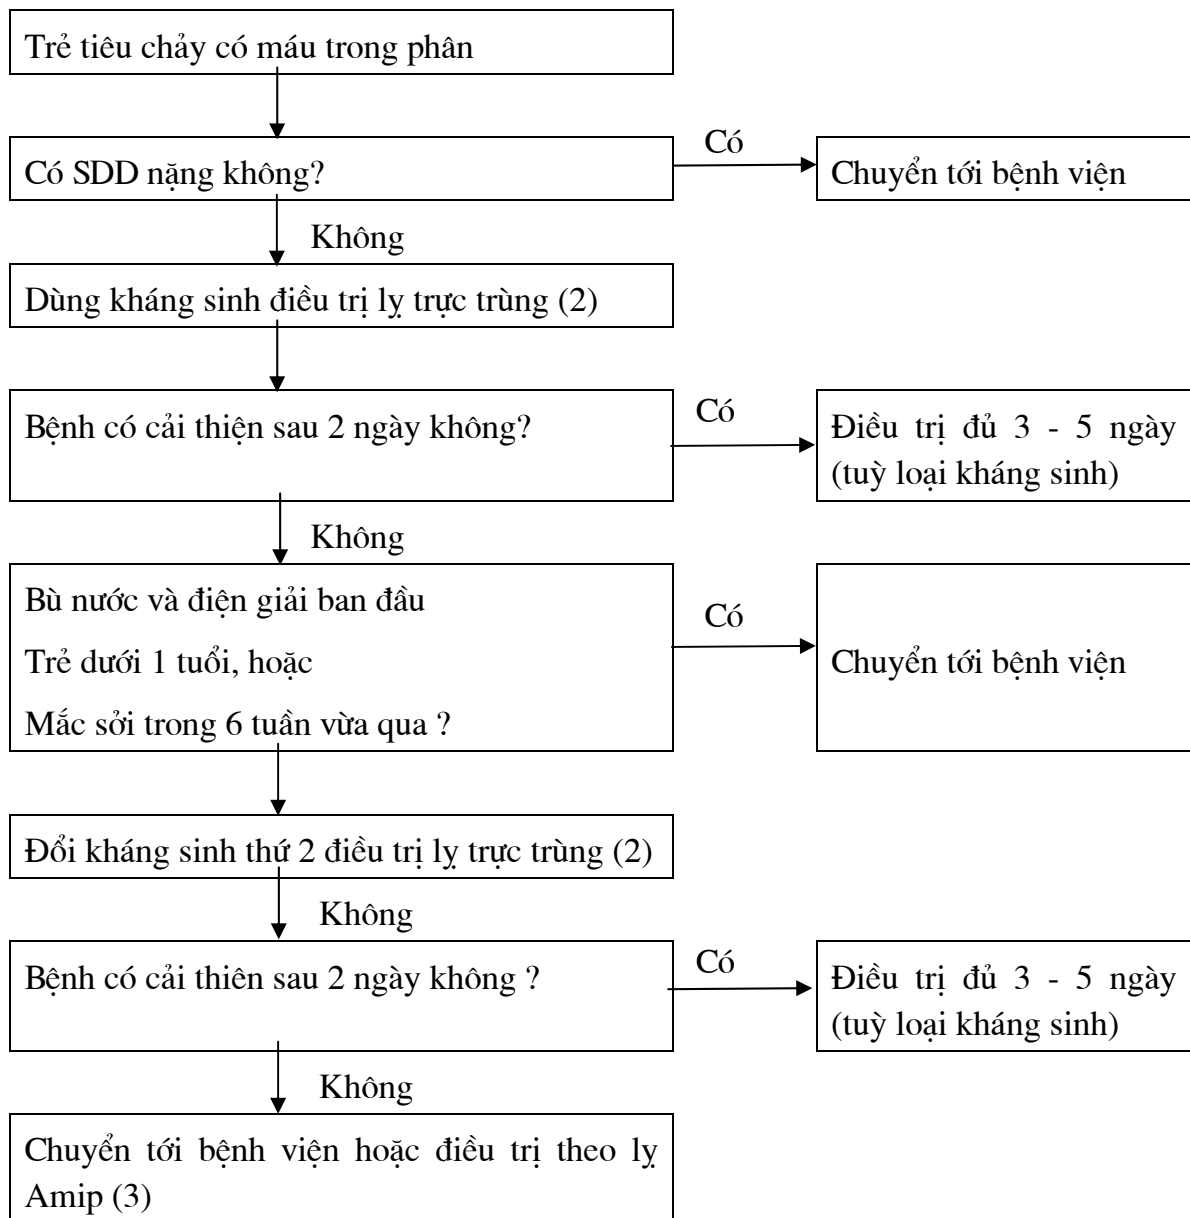 Trẻ tiêu chảy có máu trong phân
Có SDD nặng không?
Có
Chuyển tới bệnh viện
Không
Dùng kháng sinh điều trị lỵ trực trùng (2)
Bệnh có cải thiện sau 2 ngày không?
Có
Điều trị đủ 3 - 5 ngày
(tuỳ loại kháng sinh)
Không
Bù nước và điện giải ban đầu
Trẻ dưới 1 tuổi, hoặc
Mắc sởi trong 6 tuần vừa qua ?
Có
Chuyển tới bệnh viện
Đổi kháng sinh thứ 2 điều trị lỵ trực trùng (2)
Không
Bệnh có cải thiên sau 2 ngày không ?
Có
Điều trị đủ 3 - 5 ngày
(tuỳ loại kháng sinh)
Không
Chuyển tới bệnh viện hoặc điều trị theo lỵ
Amip (3)